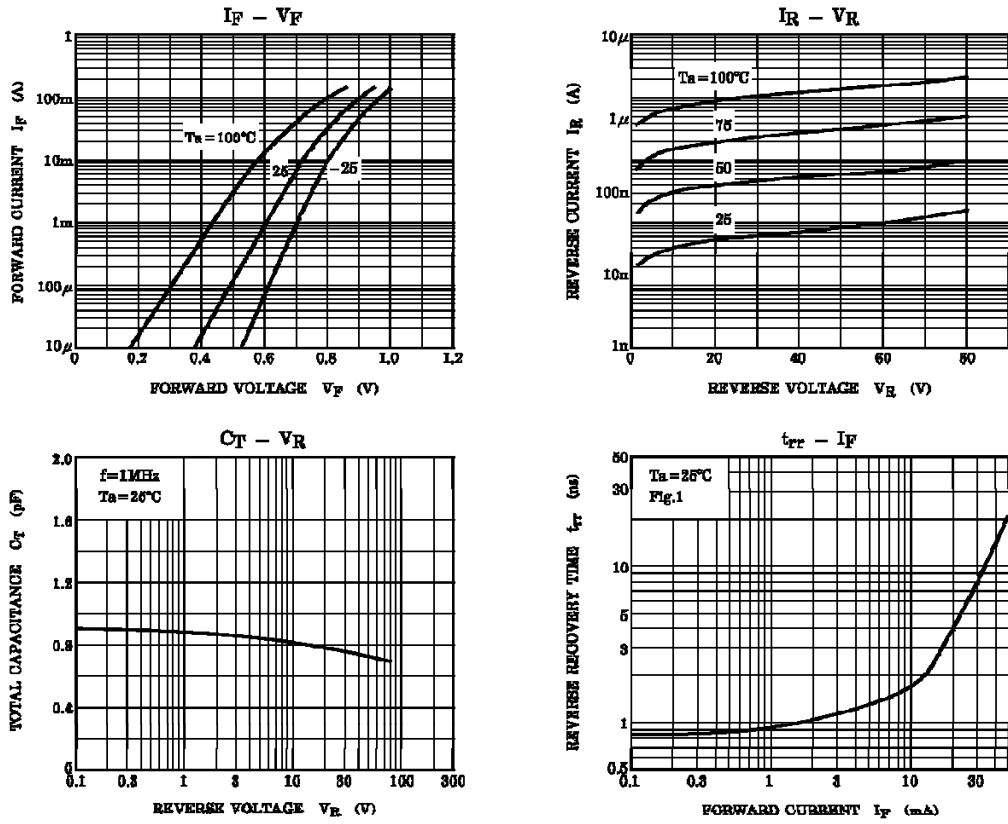 IF – VF
FORWARD CURRENT IF (A)
1
100m
10m
1m
100μ
10μ
Ta=100°C
25
−25
0
0.2
0.4
0.6
0.8
1.0
1.2
FORWARD VOLTAGE VF (V)
IR – VR
REVERSE CURRENT IR (A)
10μ
1μ
100n
10n
1n
Ta=100°C
75
50
25
0
20
40
60
80
REVERSE VOLTAGE VR (V)
CT – VR
TOTAL CAPACITANCE CT (pF)
2.0
1.6
1.2
0.8
0.4
0
f=1MHz
Ta=25°C
0.1
0.3
1
3
10
30
100
300
REVERSE VOLTAGE VR (V)
trr – IF
REVERSE RECOVERY TIME trr (ns)
50
30
10
5
3
1
0.5
Ta=25°C
Fig.1
0.1
0.3
1
3
10
30
FORWARD CURRENT IF (mA)